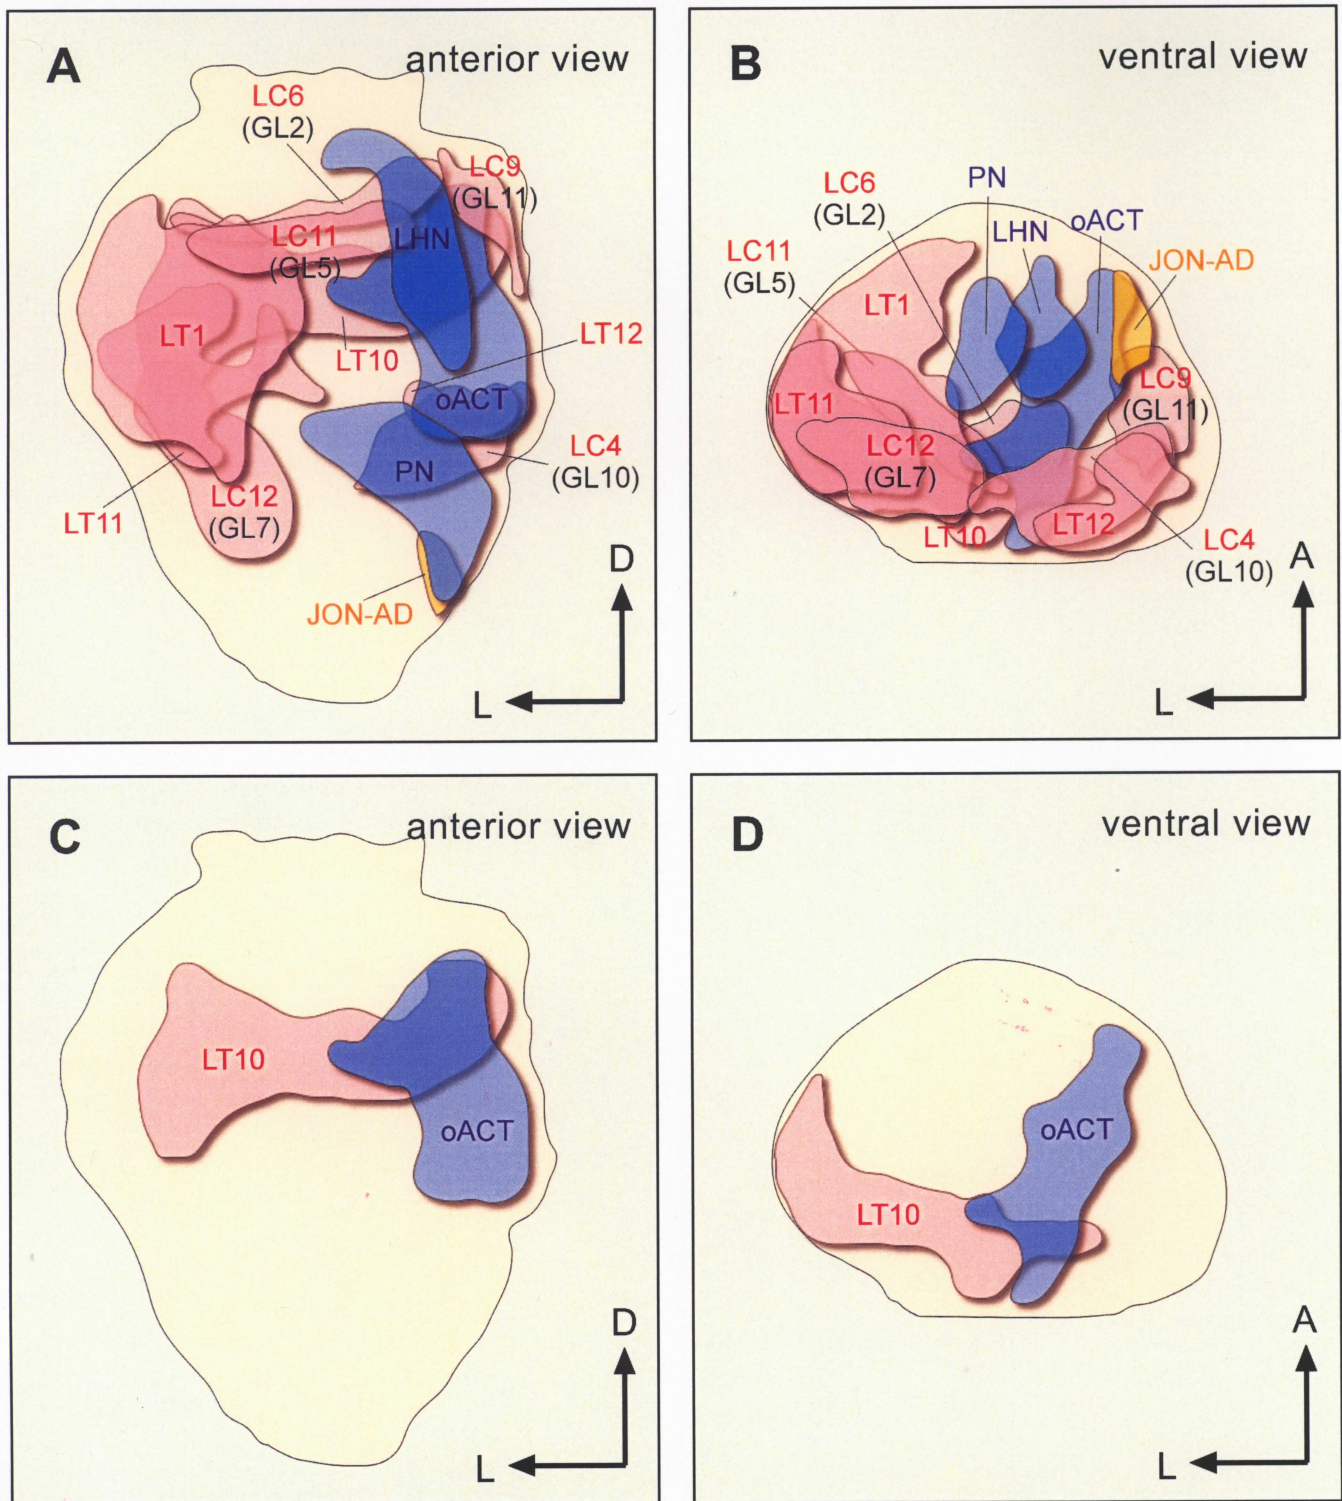 A
anterior view
LC6
(GL2)
LC9
(GL11)
LC11
(GL5)
LHN
LT1
LT10
LT12
oACT
LC4
(GL10)
PN
LC12
(GL7)
LT11
JON-AD
D
L
B
ventral view
LC6
(GL2)
PN
LHN
oACT
JON-AD
LC11
(GL5)
LT1
LC9
(GL11)
LT11
LC12
(GL7)
LT10
LT12
LC4
(GL10)
A
L
C
anterior view
LT10
oACT
D
L
D
ventral view
oACT
LT10
A
L